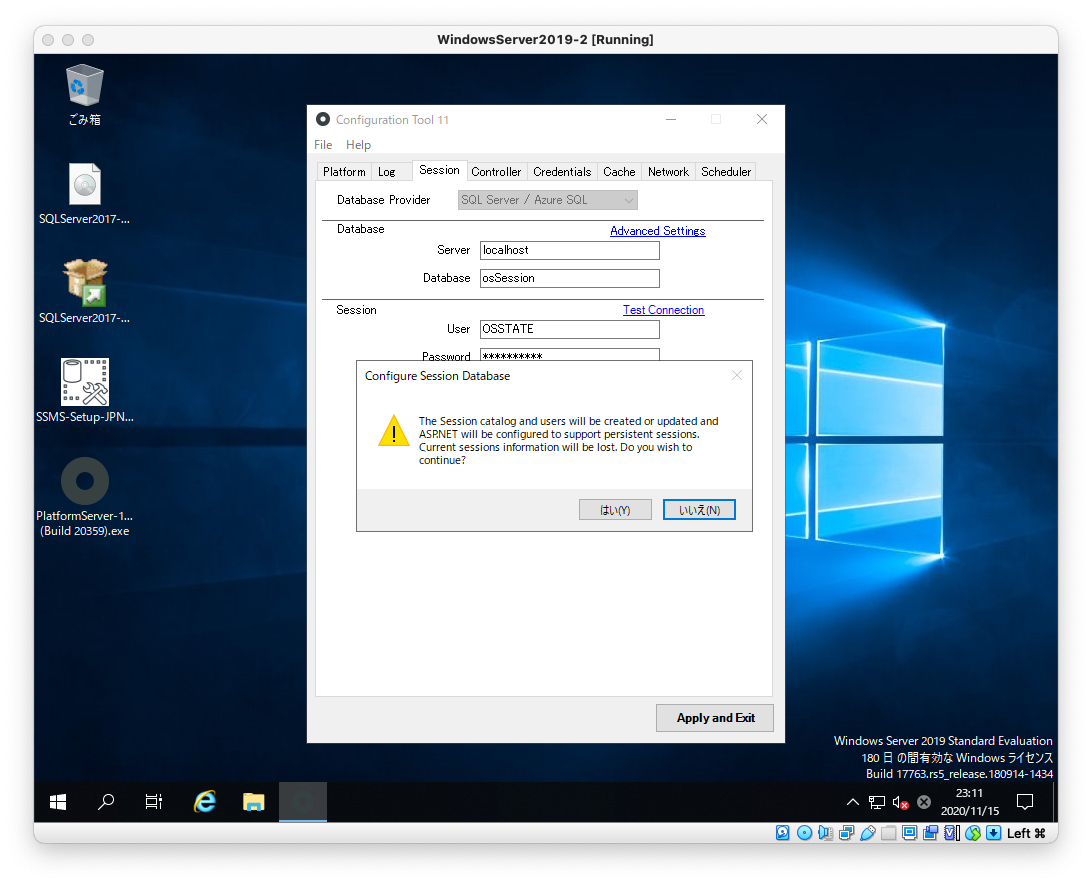 WindowsServer2019-2 [Running]
ごみ箱
SQLServer2017-...
SQLServer2017-...
SSMS-Setup-JPN...
PlatformServer-1...
(Build 20359).exe
Configuration Tool 11
File Help
Platform Log Session Controller Credentials Cache Network Scheduler
Database Provider SQL Server / Azure SQL
Database Advanced Settings
Server localhost
Database osSession
Session Test Connection
User OSSTATE
Password **********
Configure Session Database
The Session catalog and users will be created or updated and
ASP.NET will be configured to support persistent sessions.
Current sessions information will be lost. Do you wish to
continue?
はい(Y) いいえ(N)
Apply and Exit
Windows Server 2019 Standard Evaluation
180 日 の間有効な Windows ライセンス
Build 17763.rs5_release.180914-1434
23:11
2020/11/15
Left ⌘